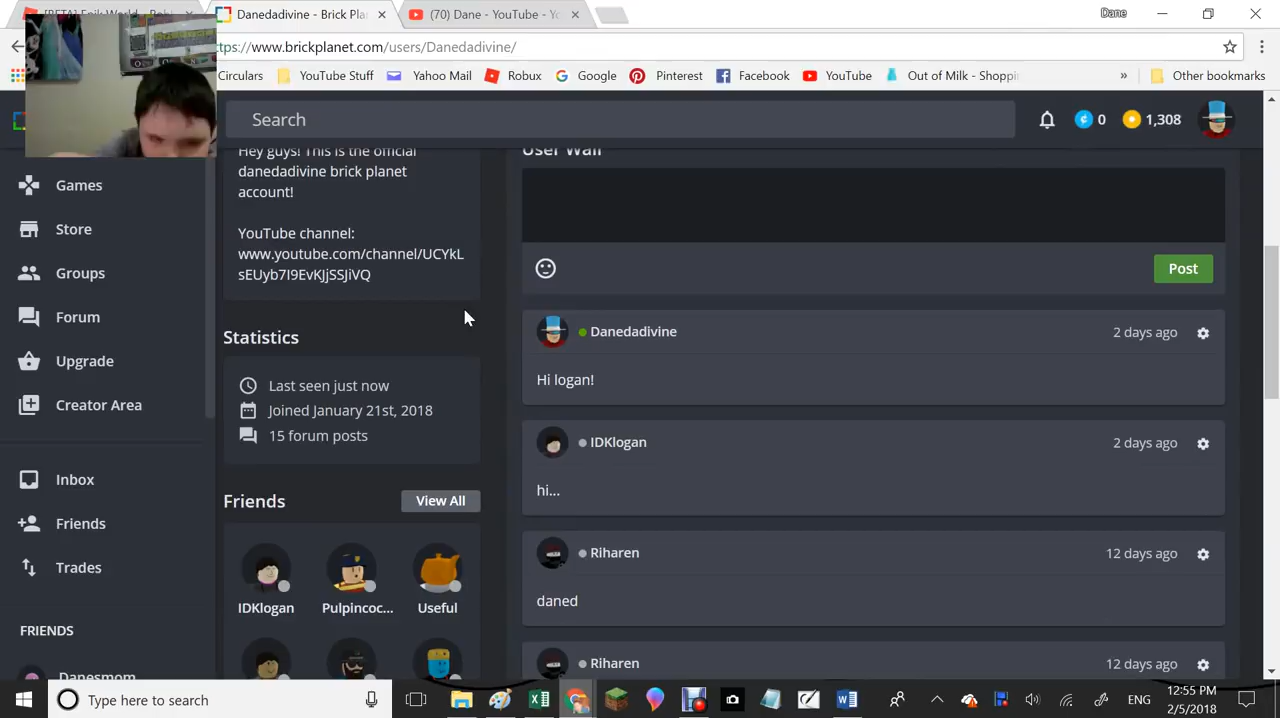 Danedadivine - Brick Pla
(70) Dane - YouTube - Yo
Dane
ttps://www.brickplanet.com/users/Danedadivine/
Circulars
YouTube Stuff
Yahoo Mail
Robux
Google
Pinterest
Facebook
YouTube
Out of Milk - Shoppi
»
Other bookmarks
Search
0
1,308
Games
Store
Groups
Forum
Upgrade
Creator Area
Inbox
Friends
Trades
FRIENDS
Danesmom
Hey guys! This is the official
danedadivine brick planet
account!
YouTube channel:
www.youtube.com/channel/UCYkL
sEUyb7I9EvKJjSSJiVQ
Statistics
Last seen just now
Joined January 21st, 2018
15 forum posts
Friends
View All
IDKlogan
Pulpincoc...
Useful
User Wall
Post
Danedadivine
2 days ago
Hi logan!
IDKlogan
2 days ago
hi...
Riharen
12 days ago
daned
Riharen
12 days ago
Type here to search
ENG
12:55 PM
2/5/2018